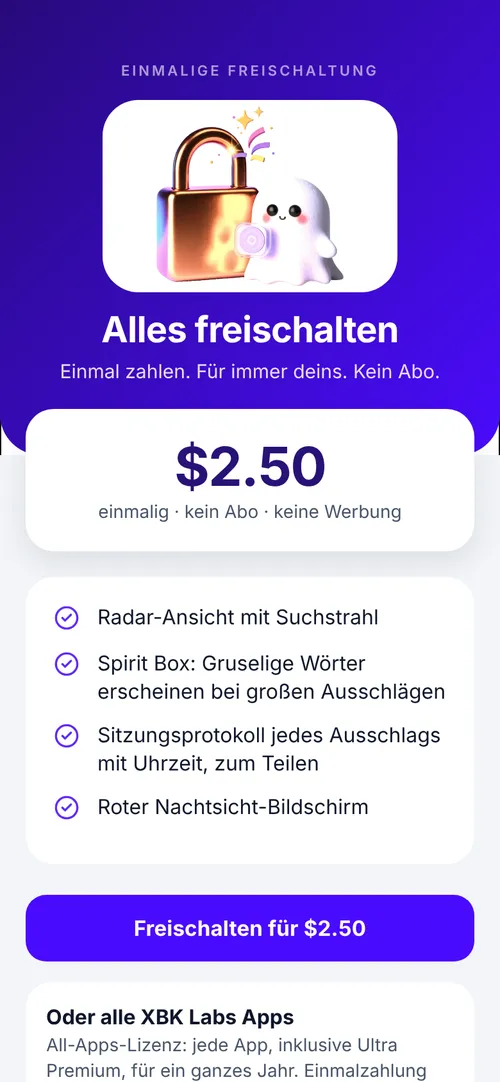 EINMALIGE FREISCHALTUNG
Alles freischalten
Einmal zahlen. Für immer deins. Kein Abo.
$2.50
einmalig · kein Abo · keine Werbung
Radar-Ansicht mit Suchstrahl
Spirit Box: Gruselige Wörter
erscheinen bei großen Ausschlägen
Sitzungsprotokoll jedes Ausschlags
mit Uhrzeit, zum Teilen
Roter Nachtsicht-Bildschirm
Freischalten für $2.50
Oder alle XBK Labs Apps
All-Apps-Lizenz: jede App, inklusive Ultra
Premium, für ein ganzes Jahr. Einmalzahlung